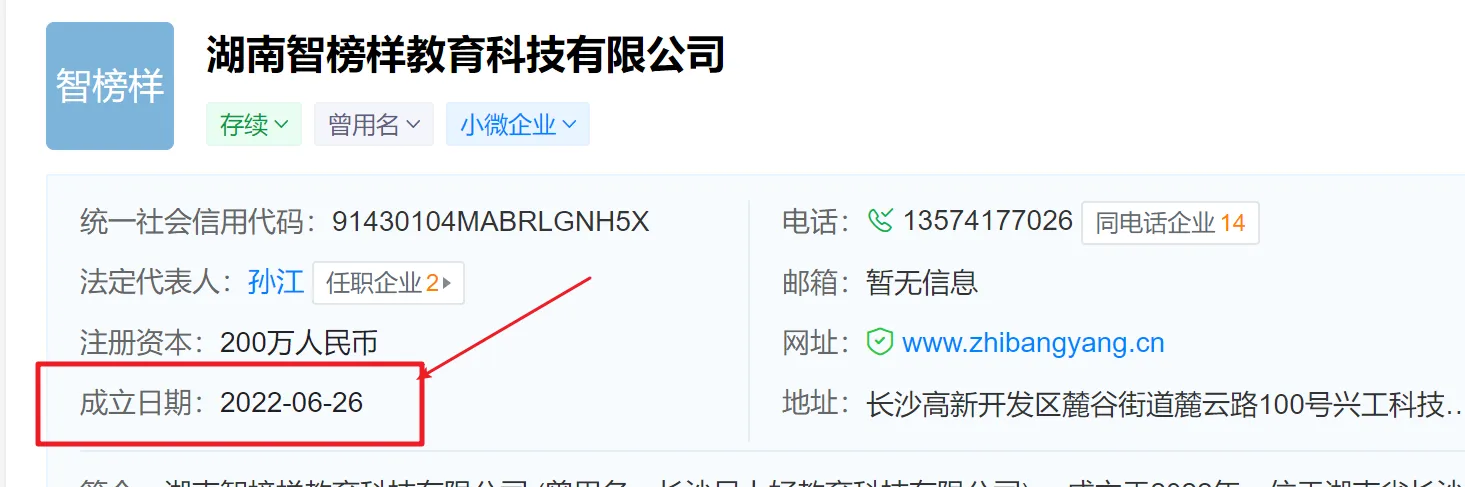 智榜样
湖南智榜样教育科技有限公司
存续
曾用名
小微企业
统一社会信用代码：91430104MABRLGNH5X
法定代表人：孙江 任职企业 2
注册资本：200万人民币
成立日期：2022-06-26
电话：13574177026 同电话企业 14
邮箱：暂无信息
网址：www.zhibangyang.cn
地址：长沙高新开发区麓谷街道麓云路100号兴工科技...